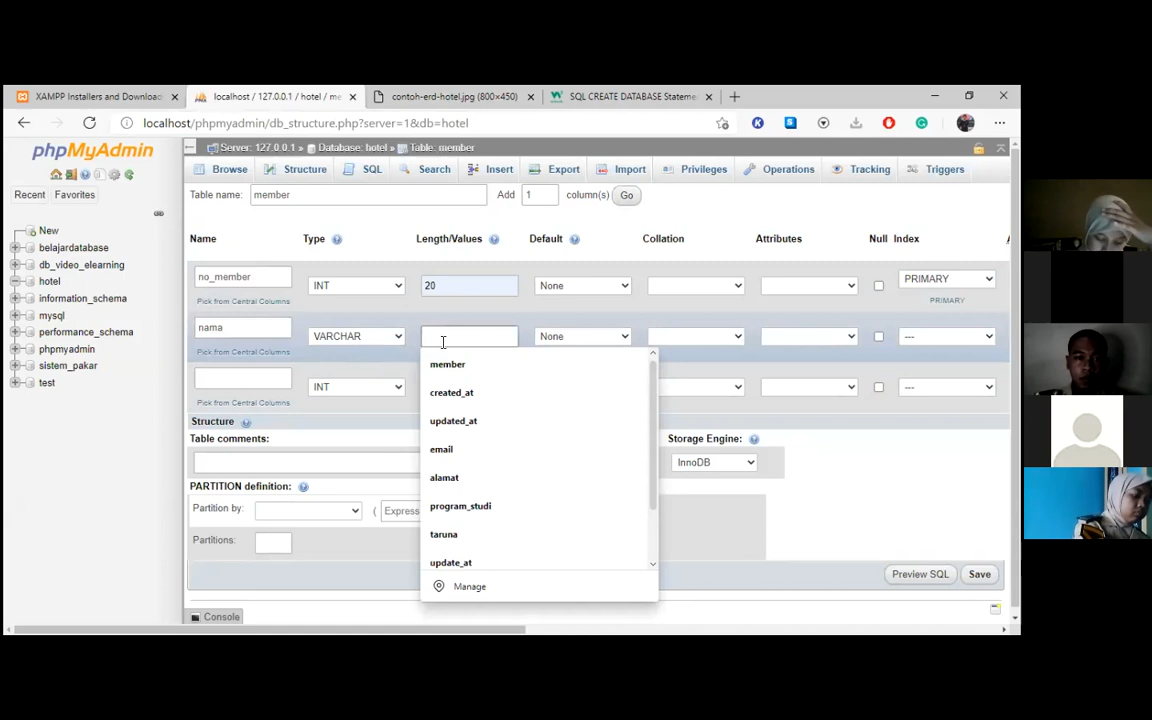 XAMPP Installers and Download
localhost / 127.0.0.1 / hotel / me
contoh-erd-hotel.jpg (800×450)
SQL CREATE DATABASE Stateme
localhost/phpmyadmin/db_structure.php?server=1&db=hotel
phpMyAdmin
Recent
Favorites
New
belajardatabase
db_video_elearning
hotel
information_schema
mysql
performance_schema
phpmyadmin
sistem_pakar
test
Server: 127.0.0.1 » Database: hotel » Table: member
Browse Structure SQL Search Insert Export Import Privileges Operations Tracking Triggers
Table name: member Add 1 column(s) Go
Name Type Length/Values Default Collation Attributes Null Index
no_member INT 20 None PRIMARY
Pick from Central Columns PRIMARY
nama VARCHAR None ---
Pick from Central Columns
INT ---
Pick from Central Columns
member
created_at
updated_at
email
alamat
program_studi
taruna
update_at
Manage
Structure
Table comments: Storage Engine:
InnoDB
PARTITION definition:
Partition by: ( Express
Partitions:
Preview SQL Save
Console